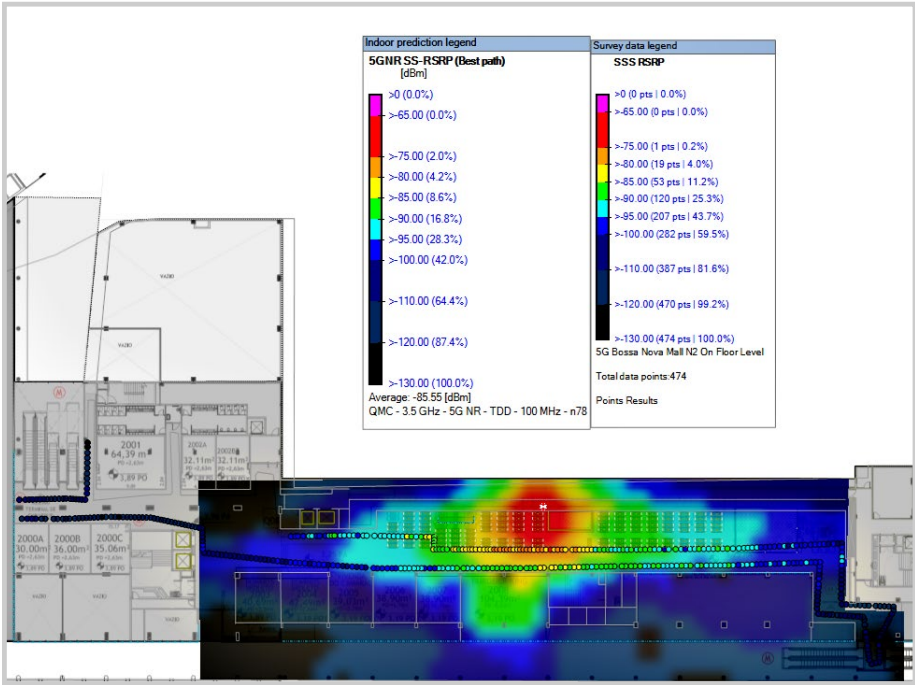 Indoor prediction legend
5GNR SS-RSRP (Best path)
[dBm]
>0 (0.0%)
>-65.00 (0.0%)
>-75.00 (2.0%)
>-80.00 (4.2%)
>-85.00 (8.6%)
>-90.00 (16.8%)
>-95.00 (28.3%)
>-100.00 (42.0%)
>-110.00 (64.4%)
>-120.00 (87.4%)
>-130.00 (100.0%)
Average: -85.55 [dBm]
QMC - 3.5 GHz - 5G NR - TDD - 100 MHz - n78
Survey data legend
SSS RSRP
>0 (0 pts | 0.0%)
>-65.00 (0 pts | 0.0%)
>-75.00 (1 pts | 0.2%)
>-80.00 (19 pts | 4.0%)
>-85.00 (53 pts | 11.2%)
>-90.00 (120 pts | 25.3%)
>-95.00 (207 pts | 43.7%)
>-100.00 (282 pts | 59.5%)
>-110.00 (387 pts | 81.6%)
>-120.00 (470 pts | 99.2%)
>-130.00 (474 pts | 100.0%)
5G Bossa Nova Mall N2 On Floor Level
Total data points:474
Points Results
VAZIO
VAZIO
2001
64,39 m
3,89 PD
2002A
32.11m²
2002B
32.11m²
2000A
30.00m²
2000B
36.00m²
2000C
35.06m²
VAZIO
VAZIO
VAZIO